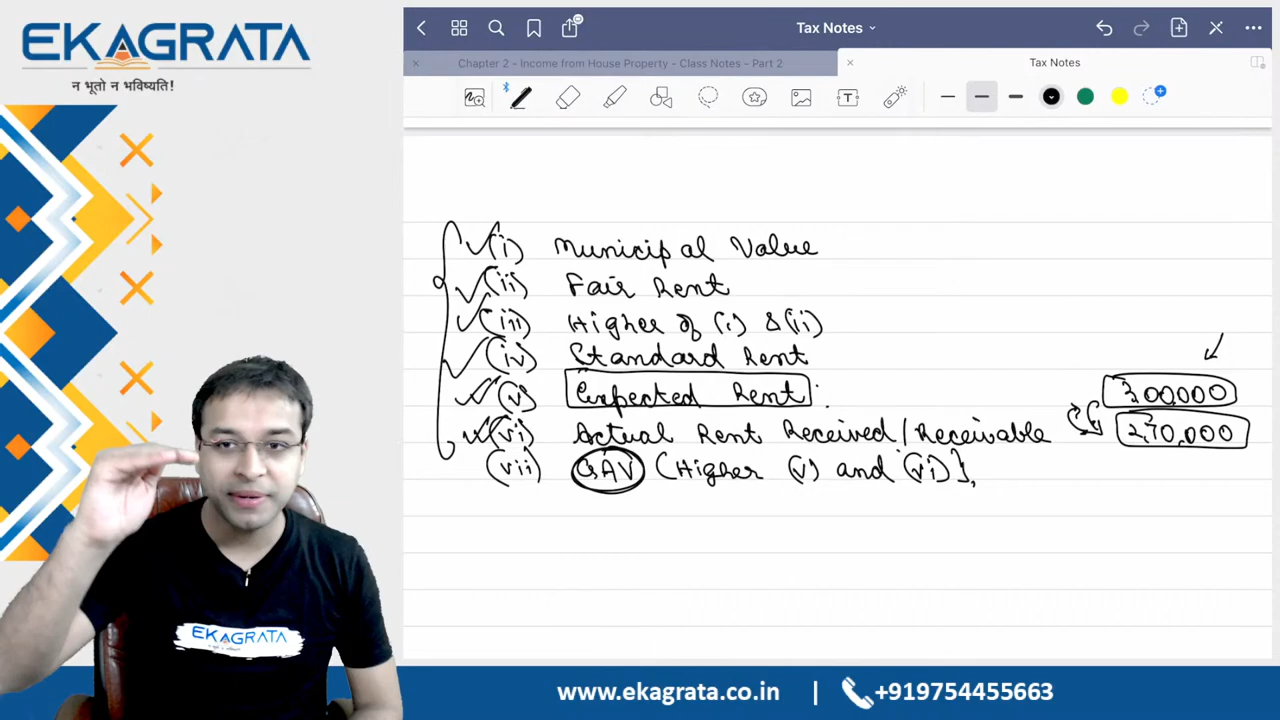 EKAGRATA
न भूतो न भविष्यति!
Tax Notes
Chapter 2 - Income from House Property - Class Notes - Part 2
Tax Notes
(i) Municipal Value
(ii) Fair Rent
(iii) Higher of (i) & (ii)
(iv) Standard Rent
(v) Expected Rent 300,000
(vi) Actual Rent Received/Receivable 2,70,000
(vii) GAV (Higher (v) and (vi)],
EKAGRATA
www.ekagrata.co.in | +919754455663